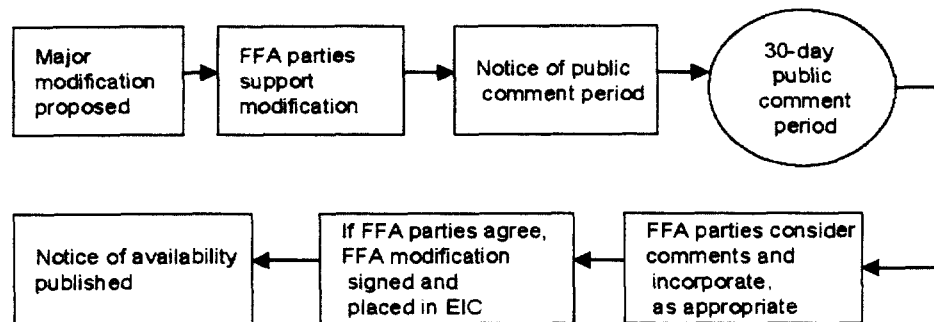 Major
modification
proposed
FFA parties
support
modification
Notice of public
comment period
30-day
public
comment
period
FFA parties consider
comments and
incorporate,
as appropriate
If FFA parties agree,
FFA modification
signed and
placed in EIC
Notice of availability
published